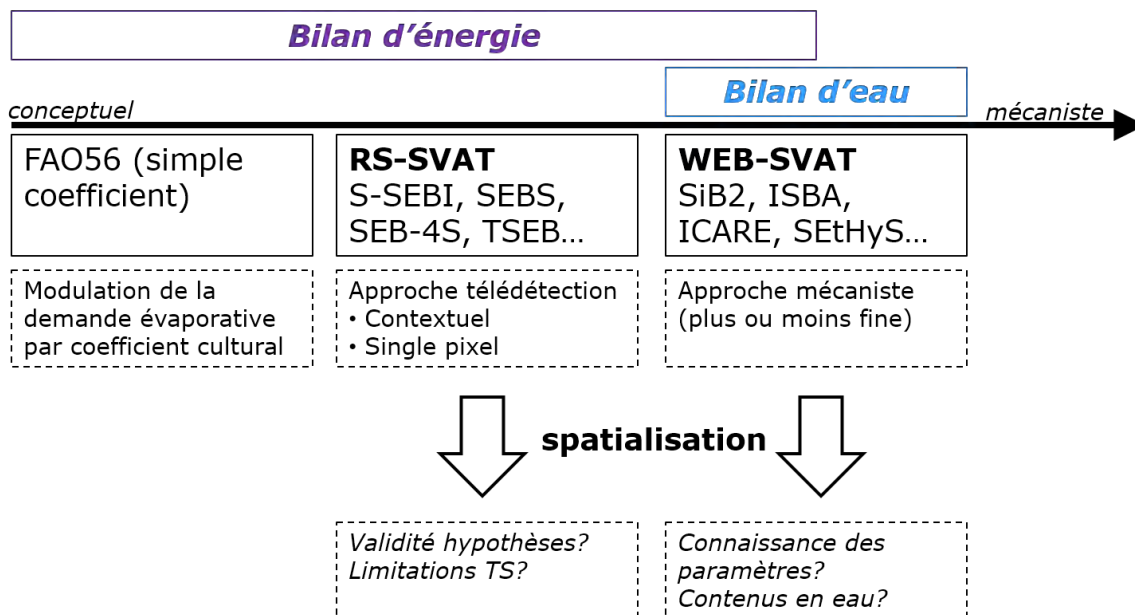 Bilan d'énergie
Bilan d'eau
conceptuel
mécaniste
FAO56 (simple
coefficient)
RS-SVAT
S-SEBI, SEBS,
SEB-4S, TSEB...
WEB-SVAT
SiB2, ISBA,
ICARE, SEtHyS...
Modulation de la
demande évaporative
par coefficient cultural
Approche télédétection
• Contextuel
• Single pixel
Approche mécaniste
(plus ou moins fine)
spatialisation
Validité hypothèses?
Limitations TS?
Connaissance des
paramètres?
Contenus en eau?